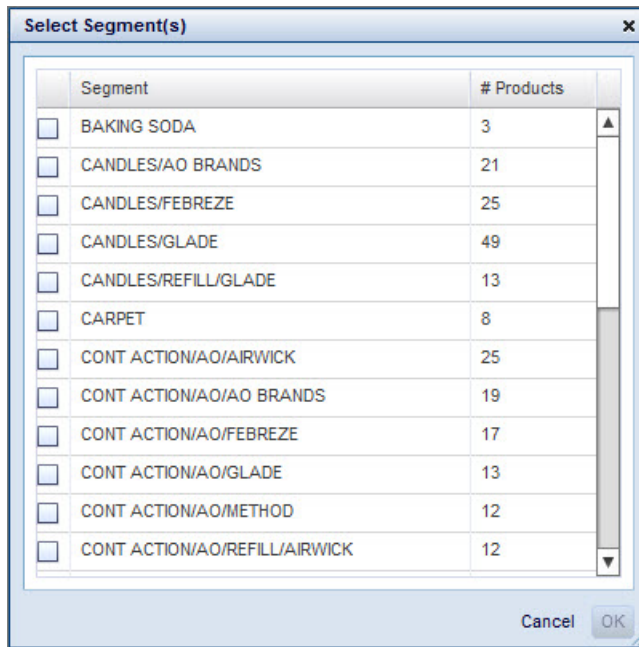 Select Segment(s)
Segment # Products
BAKING SODA 3
CANDLES/AO BRANDS 21
CANDLES/FEBREZE 25
CANDLES/GLADE 49
CANDLES/REFILL/GLADE 13
CARPET 8
CONT ACTION/AO/AIRWICK 25
CONT ACTION/AO/AO BRANDS 19
CONT ACTION/AO/FEBREZE 17
CONT ACTION/AO/GLADE 13
CONT ACTION/AO/METHOD 12
CONT ACTION/AO/REFILL/AIRWICK 12
Cancel OK